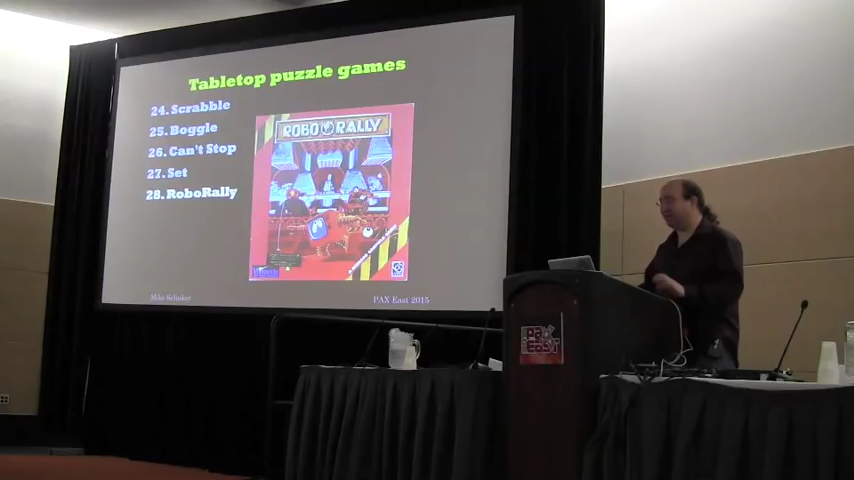 Tabletop puzzle games
24. Scrabble
25. Boggle
26. Can't Stop
27. Set
28. RoboRally
ROBO RALLY
Mike Selinker
PAX East 2015
pax
east